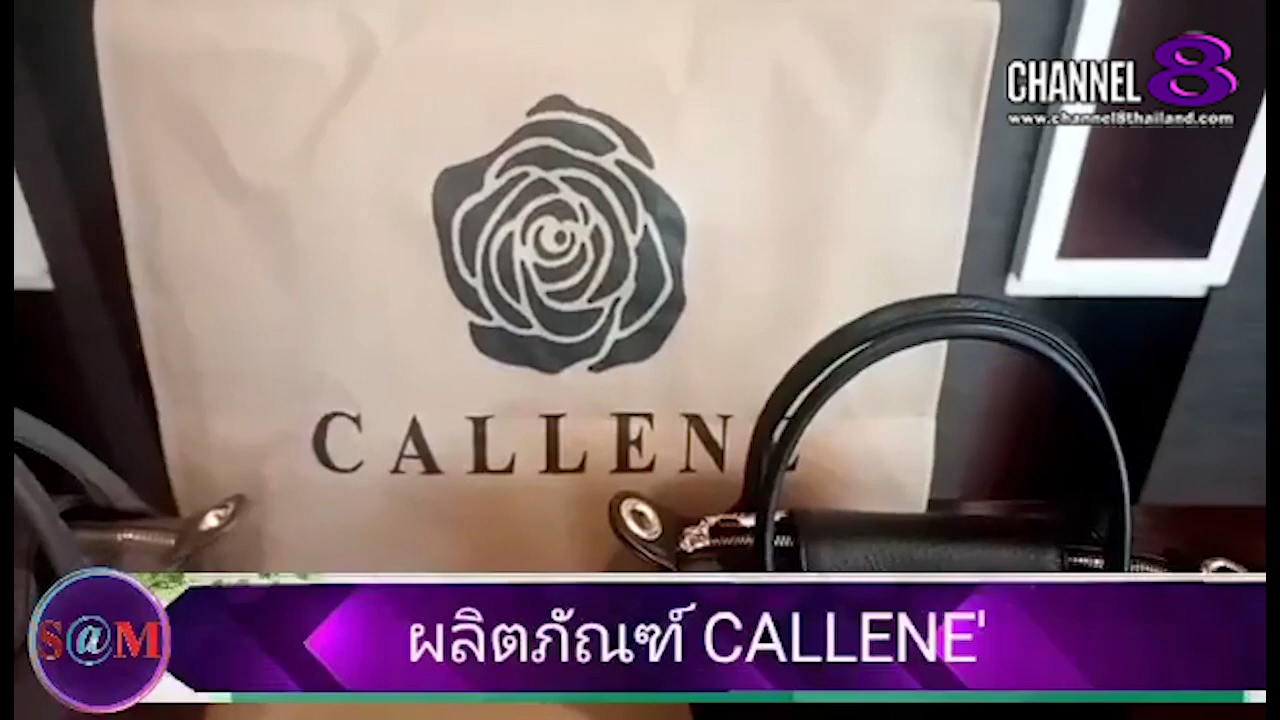 CHANNEL 8
www.channel8thailand.com
CALLENE
S@M
ผลิตภัณฑ์ CALLENE'